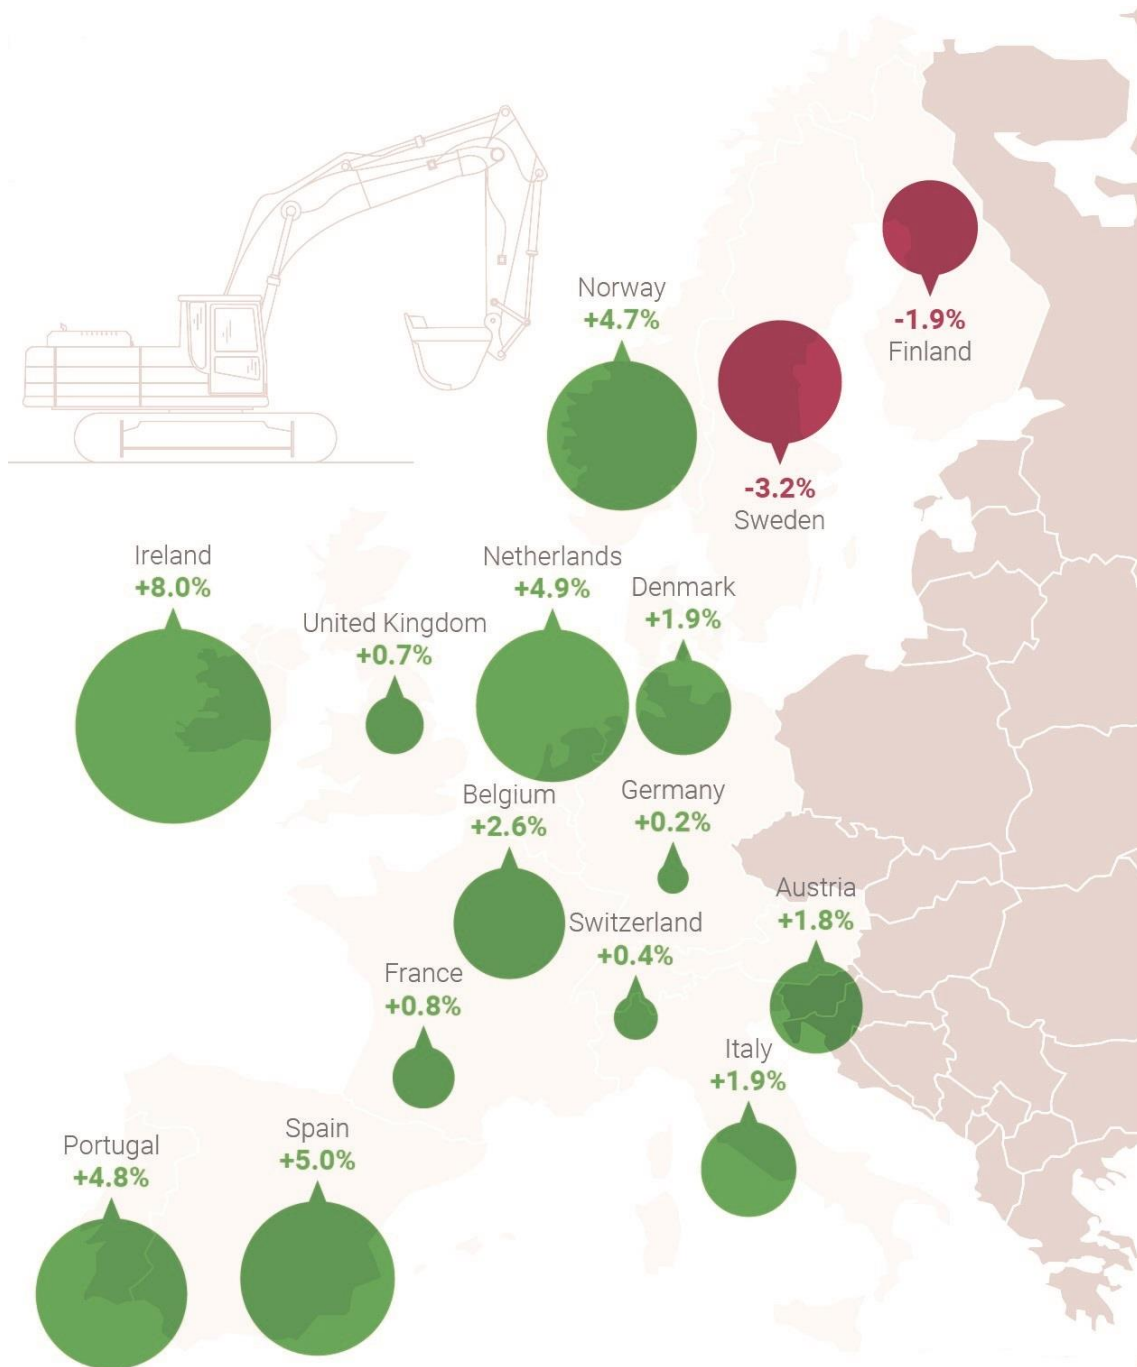 Norway
+4.7%
-1.9%
Finland
-3.2%
Sweden
Ireland
+8.0%
Netherlands
+4.9%
Denmark
+1.9%
United Kingdom
+0.7%
Belgium
+2.6%
Germany
+0.2%
Austria
+1.8%
Switzerland
+0.4%
France
+0.8%
Italy
+1.9%
Spain
+5.0%
Portugal
+4.8%